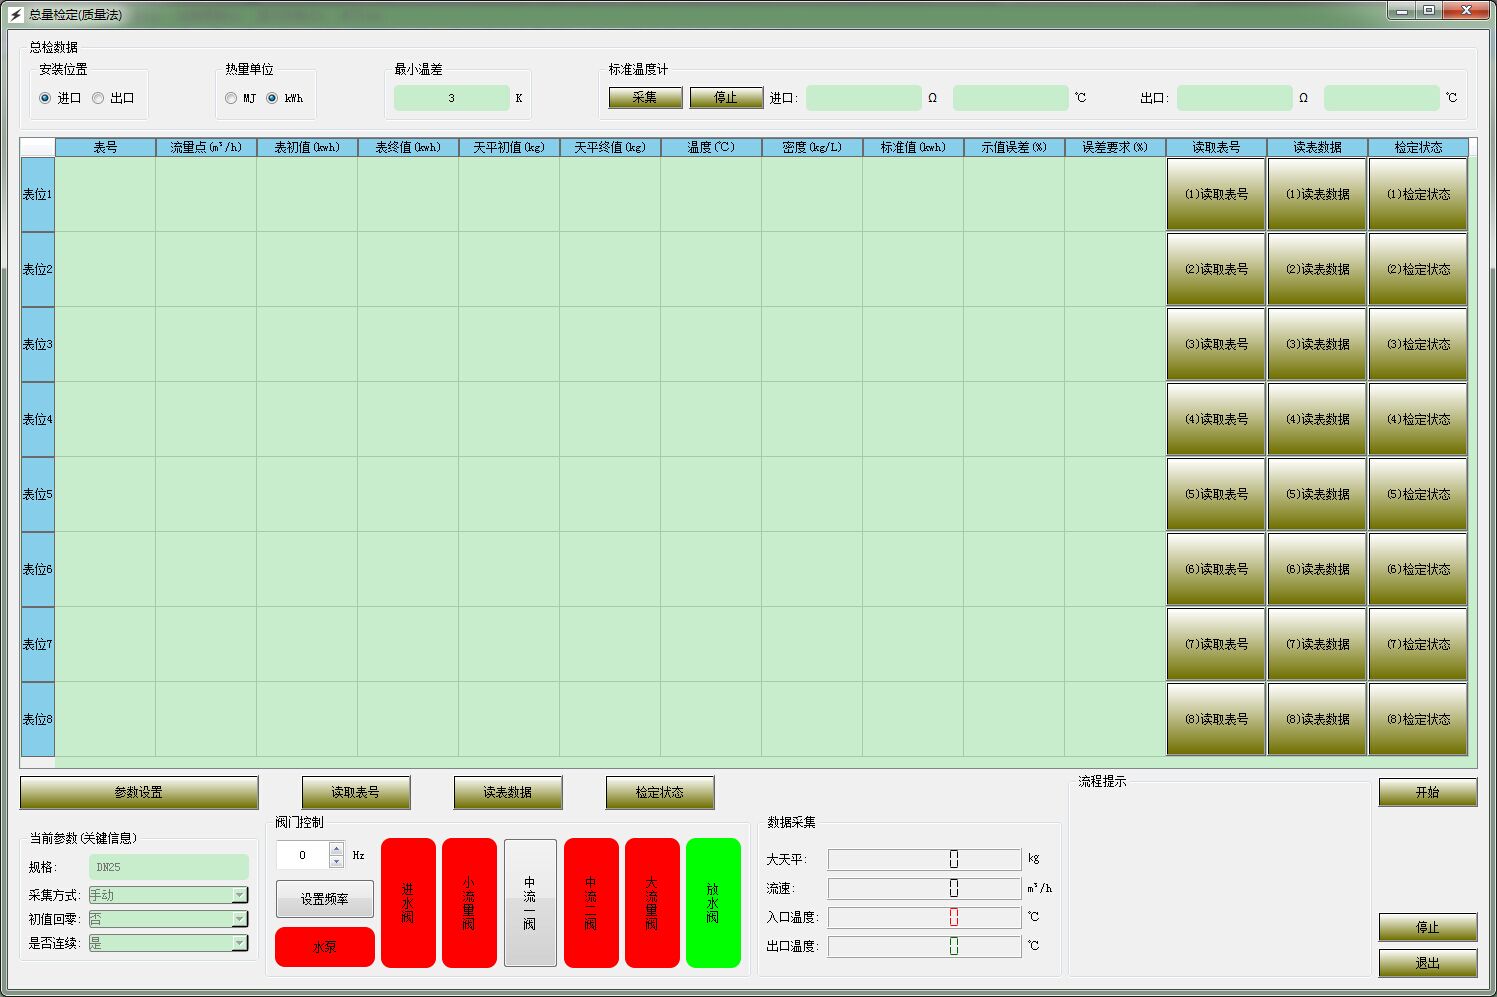 总量检定(质量法)
总检数据
安装位置
进口 出口
热量单位
MJ kWh
最小温差
3 K
标准温度计
采集 停止 进口: Ω ℃ 出口: Ω ℃
表号 流量点(m³/h) 表初值(kwh) 表终值(kwh) 天平初值(kg) 天平终值(kg) 温度(℃) 密度(kg/L) 标准值(kwh) 示值误差(%) 误差要求(%) 读取表号 读表数据 检定状态
表位1 (1)读取表号 (1)读表数据 (1)检定状态
表位2 (2)读取表号 (2)读表数据 (2)检定状态
表位3 (3)读取表号 (3)读表数据 (3)检定状态
表位4 (4)读取表号 (4)读表数据 (4)检定状态
表位5 (5)读取表号 (5)读表数据 (5)检定状态
表位6 (6)读取表号 (6)读表数据 (6)检定状态
表位7 (7)读取表号 (7)读表数据 (7)检定状态
表位8 (8)读取表号 (8)读表数据 (8)检定状态
参数设置 读取表号 读表数据 检定状态
当前参数(关键信息)
规格: DN25
采集方式: 手动
初值回零: 否
是否连续: 是
阀门控制
0 Hz
设置频率
水泵
进水阀
小流量阀
中流一阀
中流二阀
大流量阀
放水阀
数据采集
大天平: 0 kg
流速: 0 m³/h
入口温度: 0 ℃
出口温度: 0 ℃
流程提示
开始
停止
退出